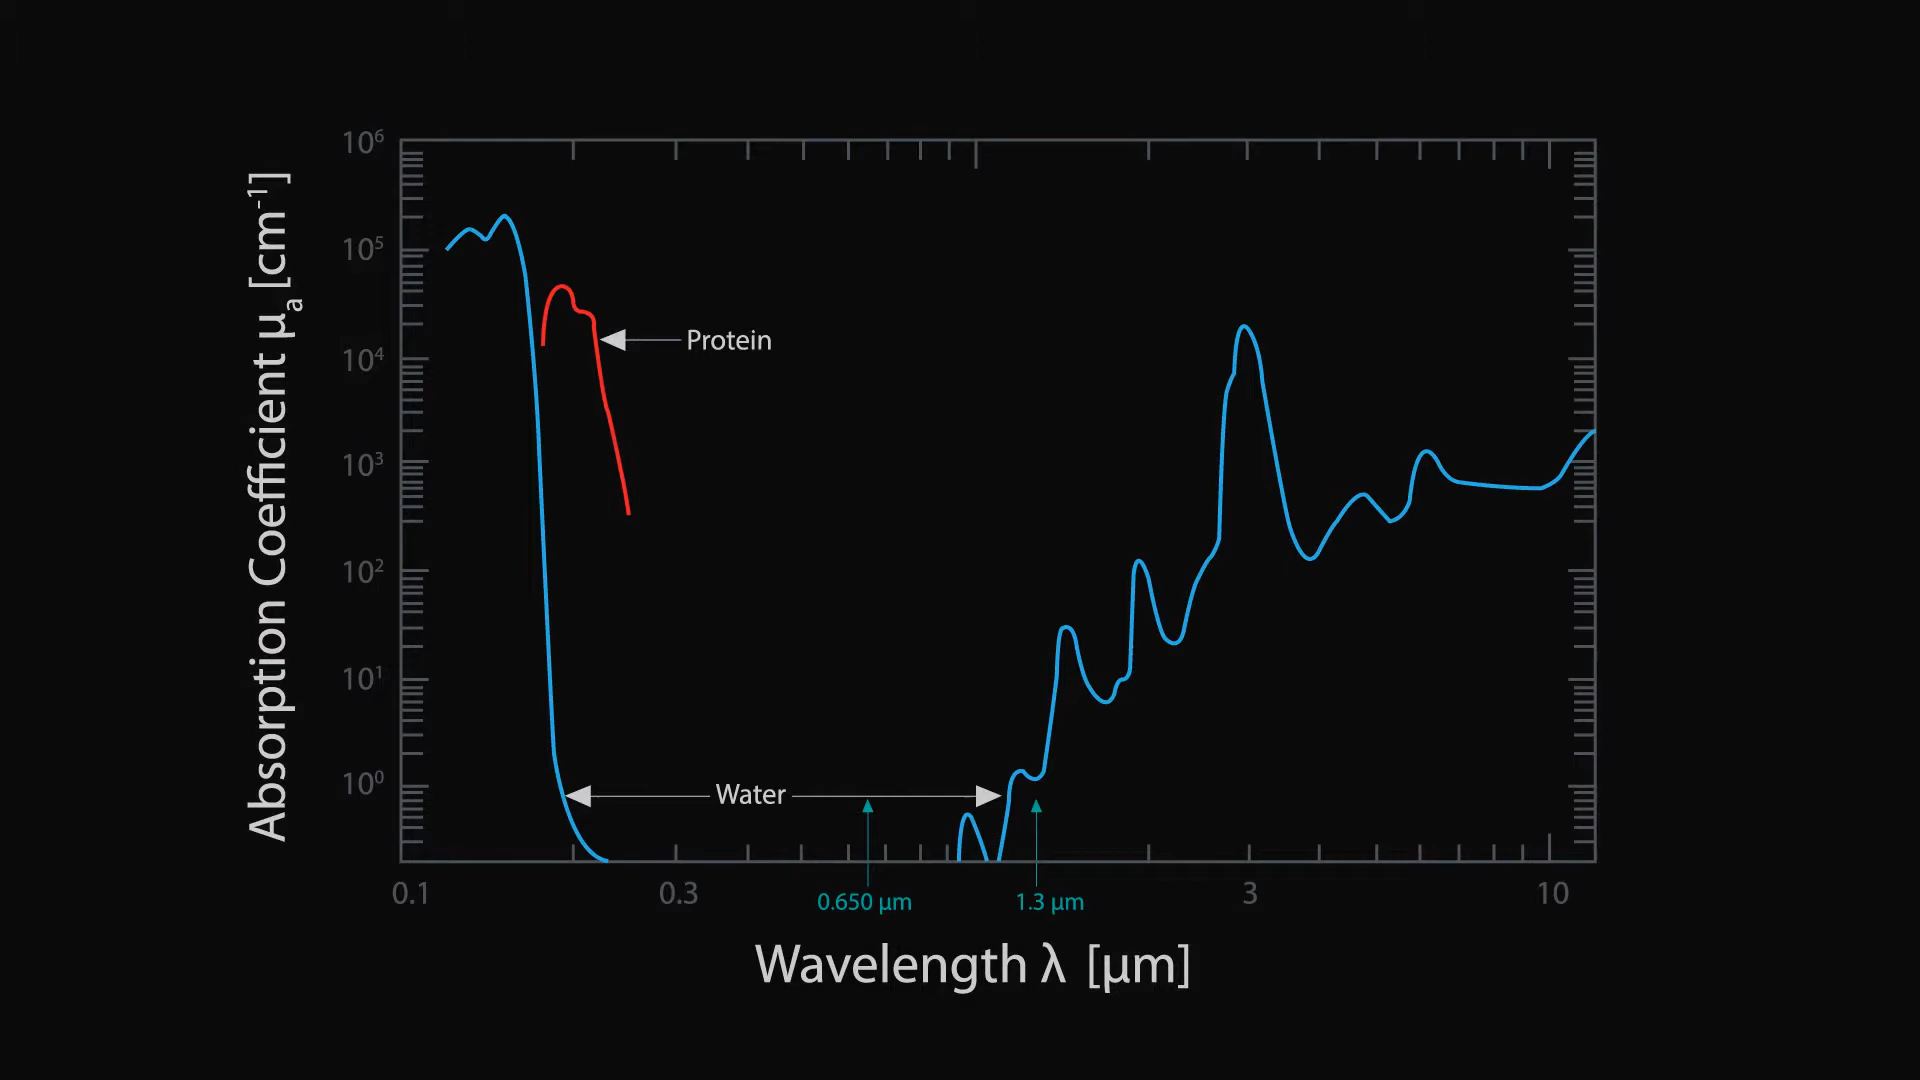 Absorption Coefficient μa [cm-1]
10⁶
10⁵
10⁴
10³
10²
10¹
10⁰
Protein
Water
0.1
0.3
0.650 μm
1.3 μm
3
10
Wavelength λ [μm]